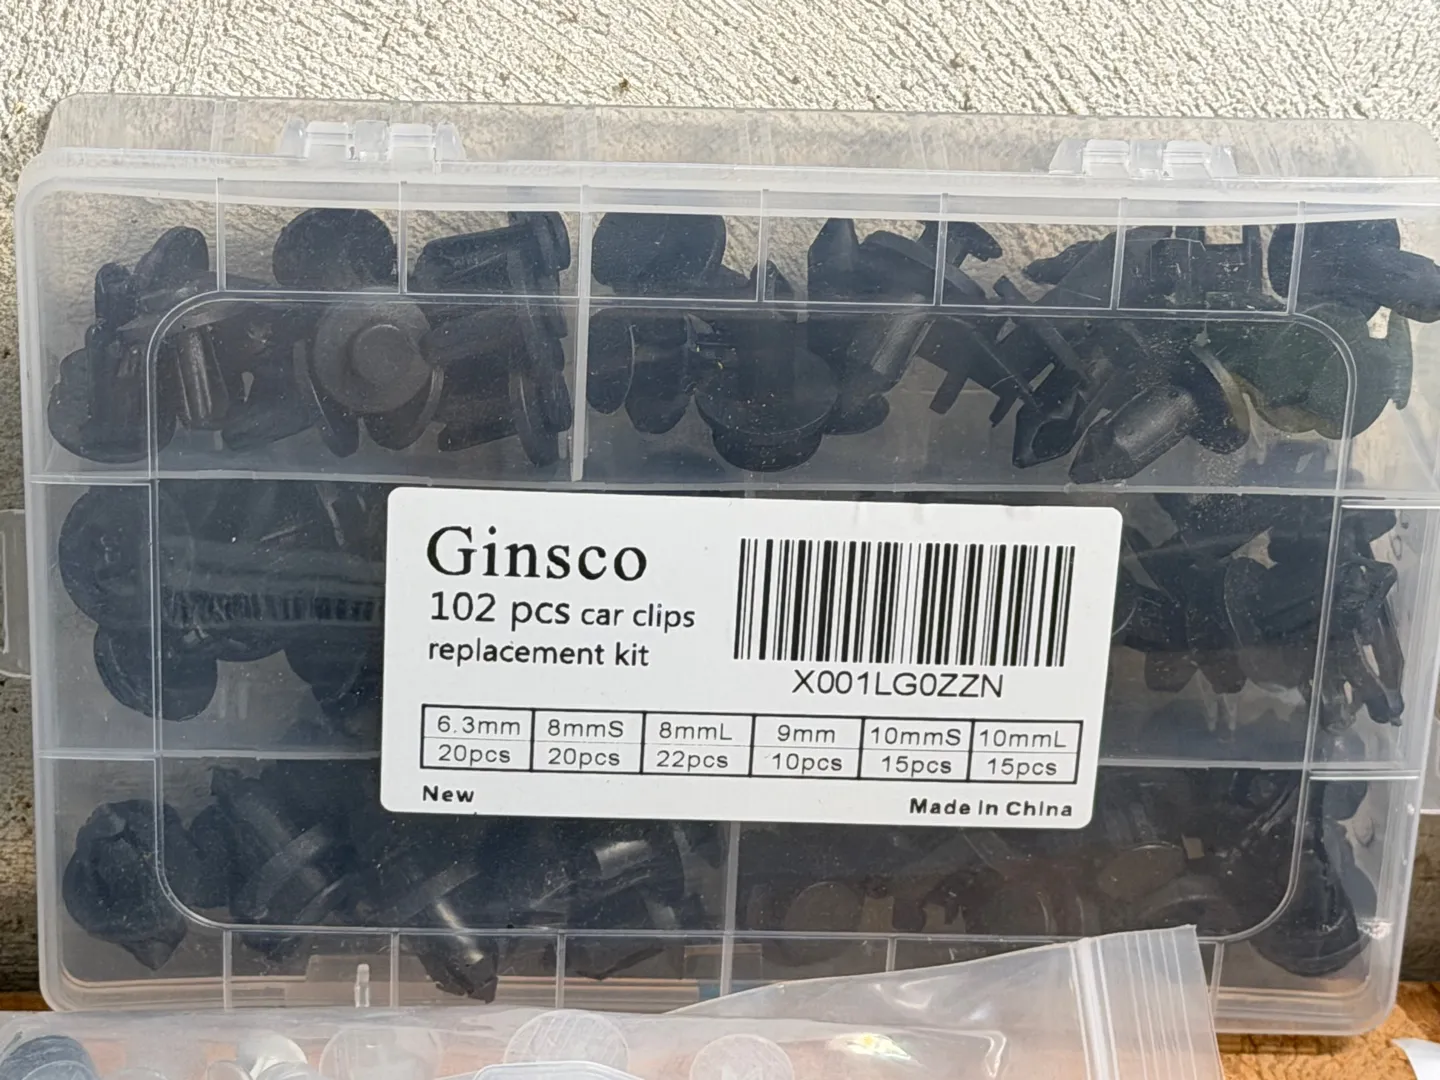 Ginsco
102 pcs car clips
replacement kit
X001LG0ZZN
6.3mm 8mmS 8mmL 9mm 10mmS 10mmL
20pcs 20pcs 22pcs 10pcs 15pcs 15pcs
New Made in China